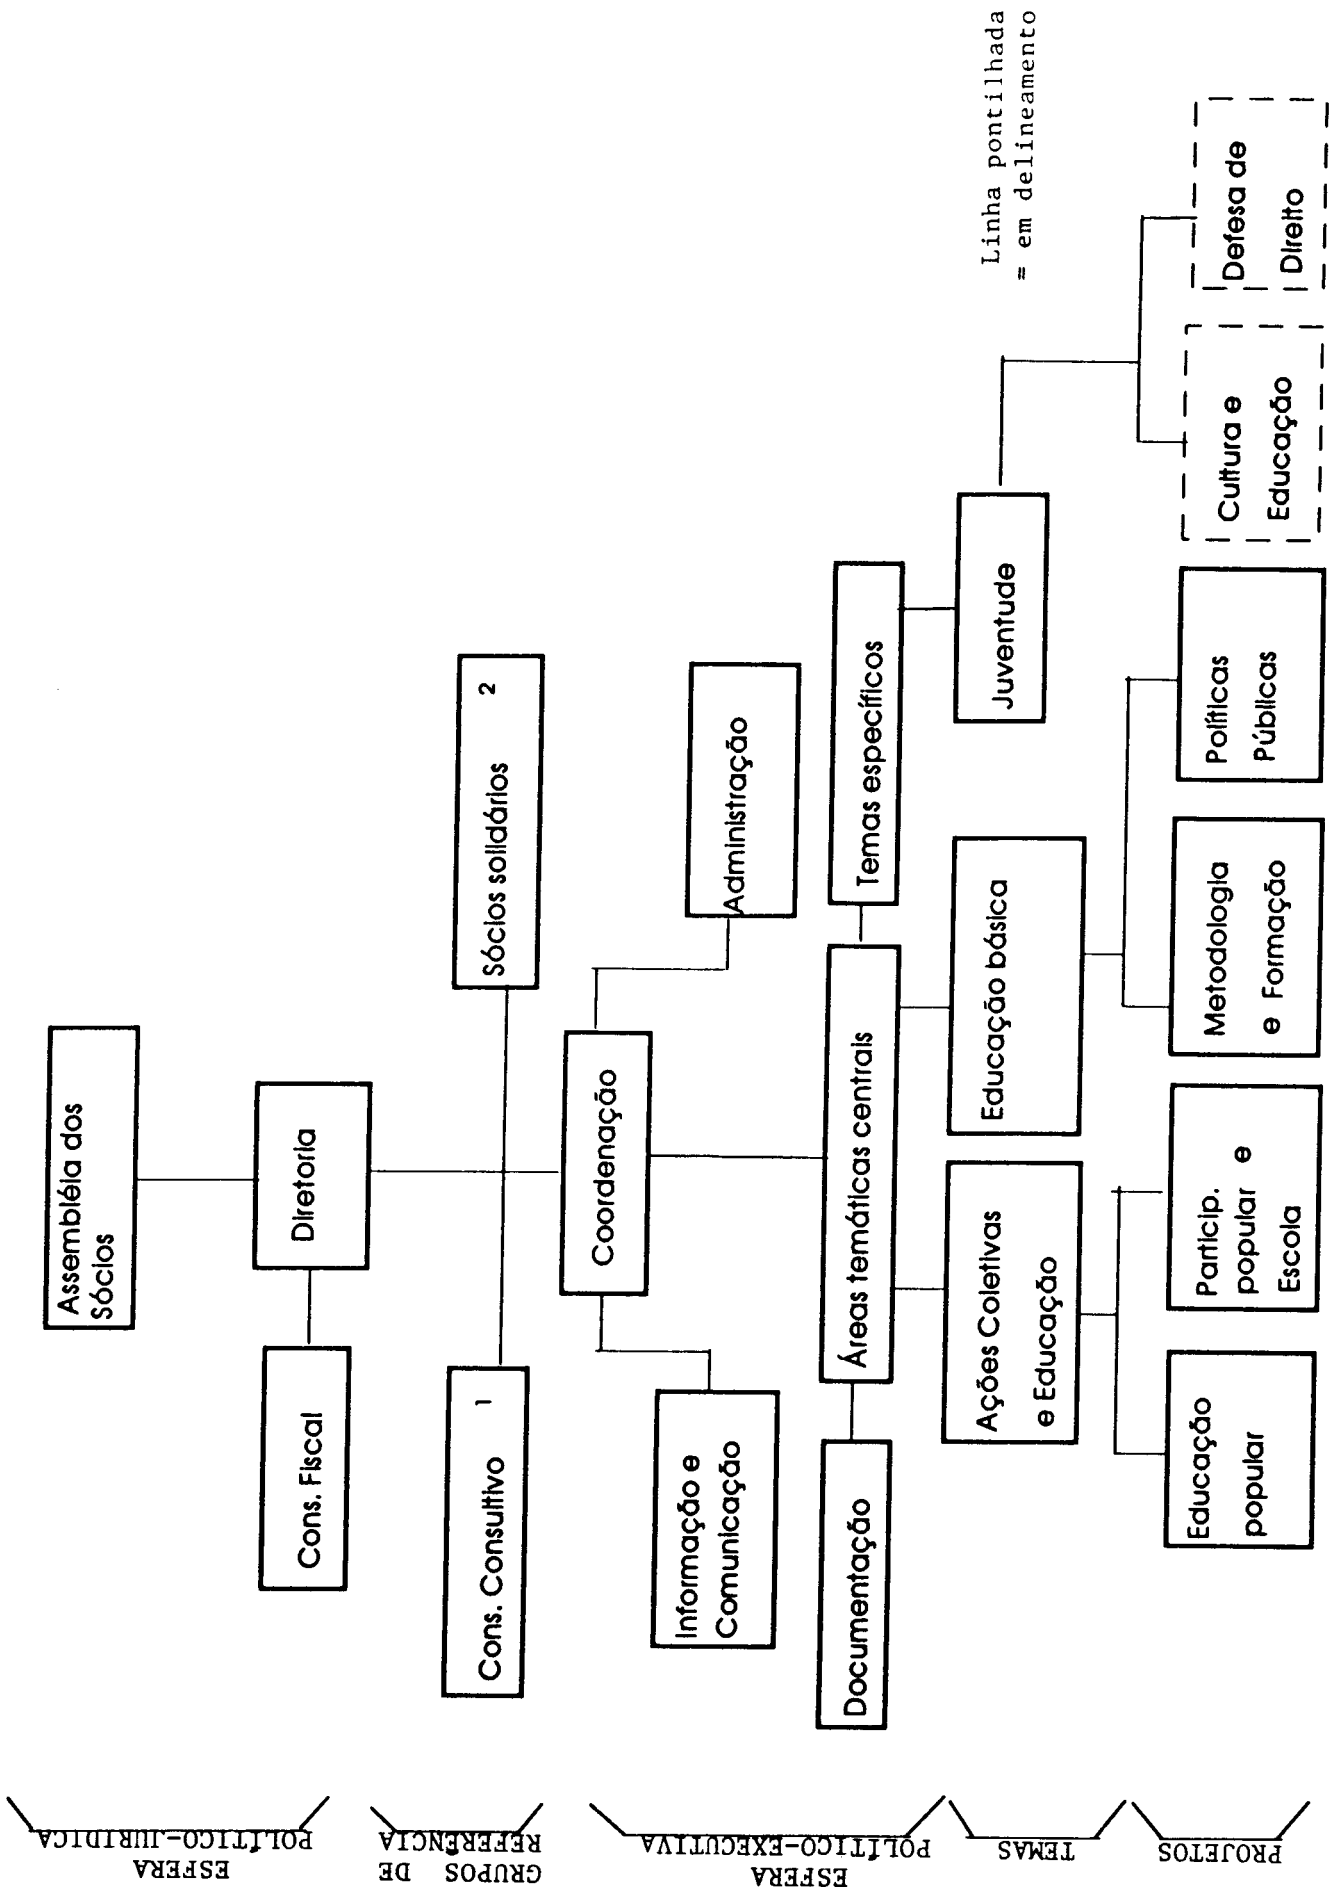 Assembléia dos
Sócios
Cons. Fiscal
Diretoria
Cons. Consultivo 1
Sócios solidários 2
Coordenação
Informação e
Comunicação
Administração
Documentação
Áreas temáticas centrais
Temas específicos
Ações Coletivas
e Educação
Educação básica
Juventude
Linha pontilhada
= em delineamento
Educação
popular
Particip.
popular e
Escola
Metodologia
e Formação
Políticas
Públicas
Cultura e
Educação
Defesa de
Direito
ESFERA
POLÍTICO-JURIDICA
GRUPOS DE
REFERÊNCIA
ESFERA
POLÍTICO-EXECUTIVA
TEMAS
PROJETOS